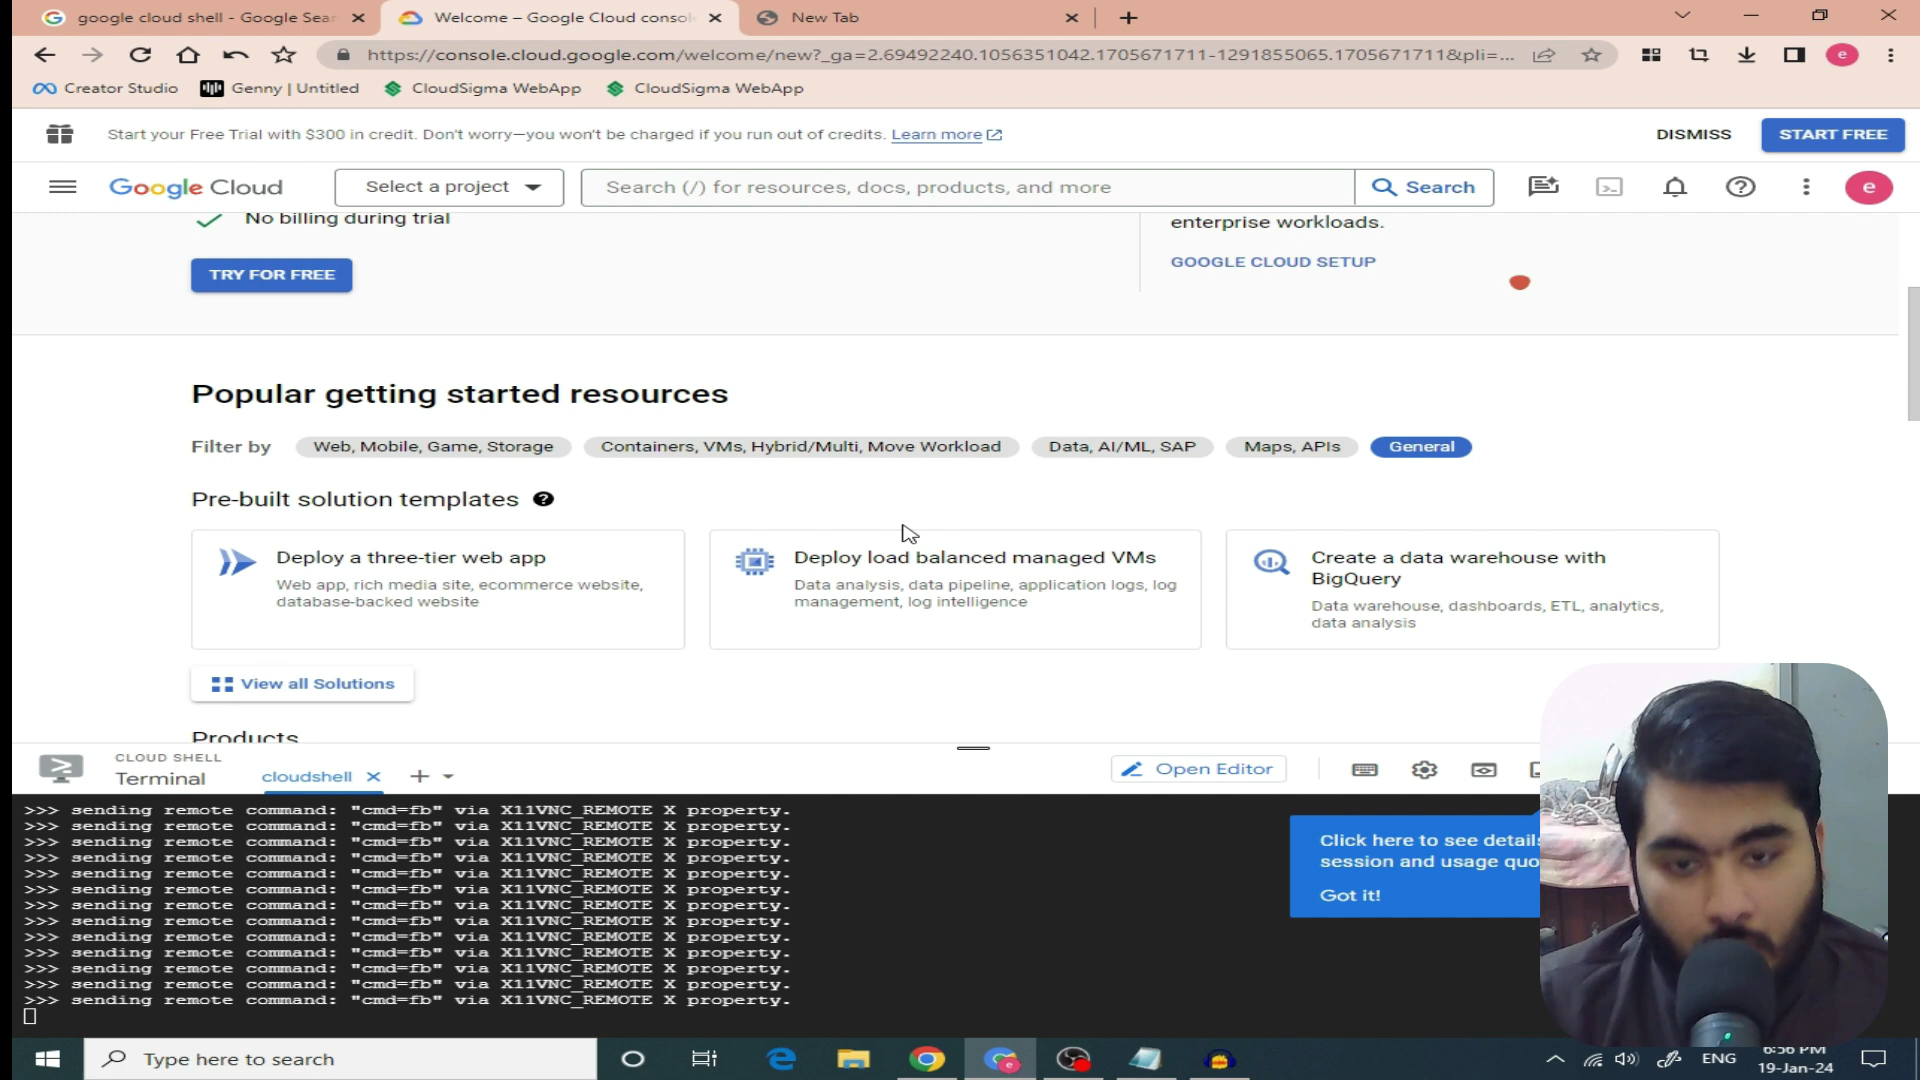 google cloud shell - Google Sear
Welcome – Google Cloud consol
New Tab
https://console.cloud.google.com/welcome/new?_ga=2.69492240.1056351042.1705671711-1291855065.1705671711&pli=...
e
Creator Studio
Genny | Untitled
CloudSigma WebApp
CloudSigma WebApp
Start your Free Trial with $300 in credit. Don't worry—you won't be charged if you run out of credits. Learn more
DISMISS
START FREE
Google Cloud
Select a project
Search (/) for resources, docs, products, and more
Search
e
No billing during trial
enterprise workloads.
TRY FOR FREE
GOOGLE CLOUD SETUP
Popular getting started resources
Filter by
Web, Mobile, Game, Storage
Containers, VMs, Hybrid/Multi, Move Workload
Data, AI/ML, SAP
Maps, APIs
General
Pre-built solution templates
Deploy a three-tier web app
Web app, rich media site, ecommerce website,
database-backed website
Deploy load balanced managed VMs
Data analysis, data pipeline, application logs, log
management, log intelligence
Create a data warehouse with
BigQuery
Data warehouse, dashboards, ETL, analytics,
data analysis
View all Solutions
Products
CLOUD SHELL
Terminal
cloudshell
Open Editor
>>> sending remote command: "cmd=fb" via X11VNC_REMOTE X property.
>>> sending remote command: "cmd=fb" via X11VNC_REMOTE X property.
>>> sending remote command: "cmd=fb" via X11VNC_REMOTE X property.
>>> sending remote command: "cmd=fb" via X11VNC_REMOTE X property.
>>> sending remote command: "cmd=fb" via X11VNC_REMOTE X property.
>>> sending remote command: "cmd=fb" via X11VNC_REMOTE X property.
>>> sending remote command: "cmd=fb" via X11VNC_REMOTE X property.
>>> sending remote command: "cmd=fb" via X11VNC_REMOTE X property.
>>> sending remote command: "cmd=fb" via X11VNC_REMOTE X property.
>>> sending remote command: "cmd=fb" via X11VNC_REMOTE X property.
>>> sending remote command: "cmd=fb" via X11VNC_REMOTE X property.
>>> sending remote command: "cmd=fb" via X11VNC_REMOTE X property.
>>> sending remote command: "cmd=fb" via X11VNC_REMOTE X property.
Click here to see details
session and usage quo
Got it!
Type here to search
ENG
6:56 PM
19-Jan-24